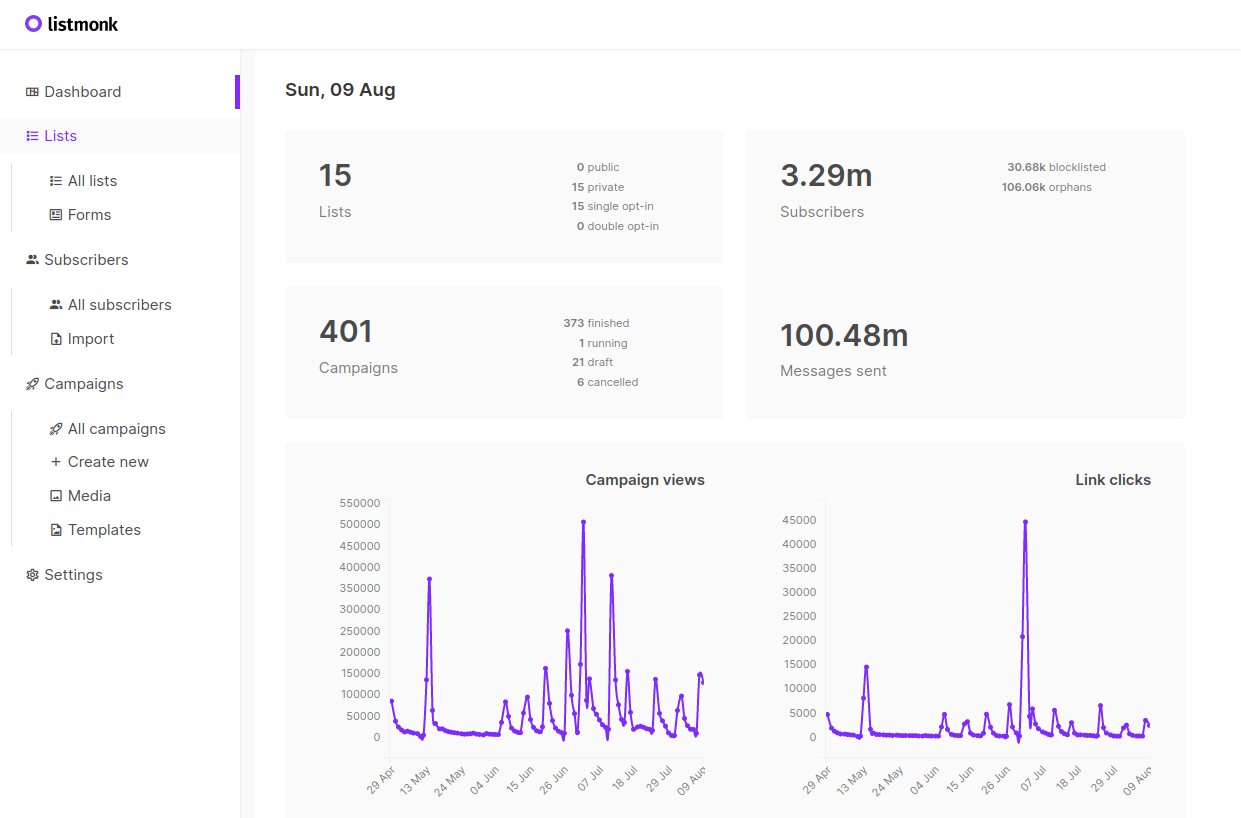 listmonk
Dashboard
Lists
All lists
Forms
Subscribers
All subscribers
Import
Campaigns
All campaigns
Create new
Media
Templates
Settings
Sun, 09 Aug
15
Lists
0 public
15 private
15 single opt-in
0 double opt-in
3.29m
Subscribers
30.68k blocklisted
106.06k orphans
401
Campaigns
373 finished
1 running
21 draft
6 cancelled
100.48m
Messages sent
Campaign views
550000
500000
450000
400000
350000
300000
250000
200000
150000
100000
50000
0
29 Apr
13 May
24 May
04 Jun
15 Jun
26 Jun
07 Jul
18 Jul
29 Jul
09 Aug
Link clicks
45000
40000
35000
30000
25000
20000
15000
10000
5000
0
29 Apr
13 May
24 May
04 Jun
15 Jun
26 Jun
07 Jul
18 Jul
29 Jul
09 Aug